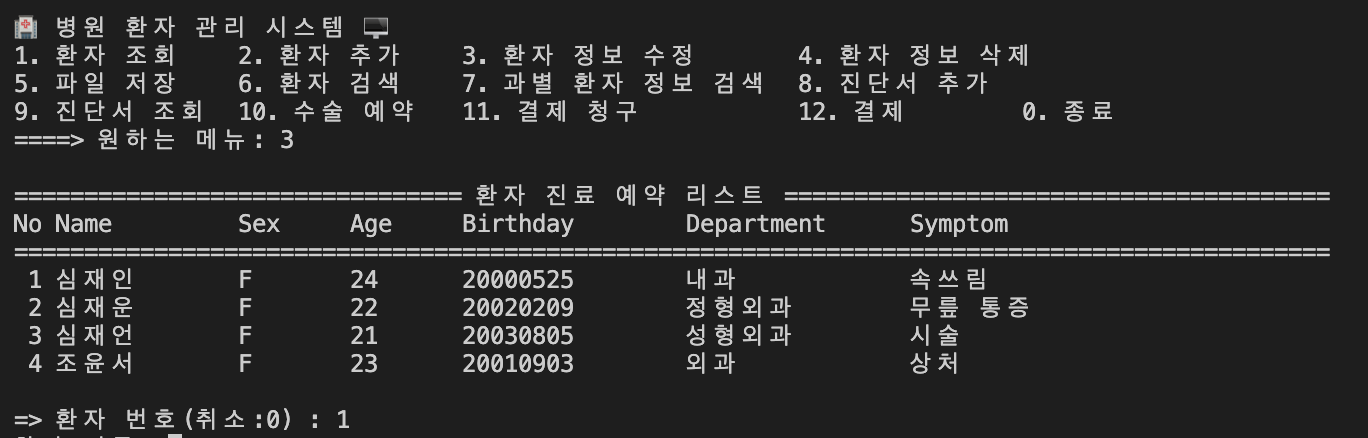 🏥 병원 환자 관리 시스템 🖥️
1. 환자 조회 2. 환자 추가 3. 환자 정보 수정 4. 환자 정보 삭제
5. 파일 저장 6. 환자 검색 7. 과별 환자 정보 검색 8. 진단서 추가
9. 진단서 조회 10. 수술 예약 11. 결제 청구 12. 결제 0. 종료
====> 원하는 메뉴: 3
================================ 환자 진료 예약 리스트 =======================================
No Name Sex Age Birthday Department Symptom
==============================================================================================
1 심재인 F 24 20000525 내과 속쓰림
2 심재운 F 22 20020209 정형외과 무릎 통증
3 심재언 F 21 20030805 성형외과 시술
4 조윤서 F 23 20010903 외과 상처
=> 환자 번호(취소:0) : 1